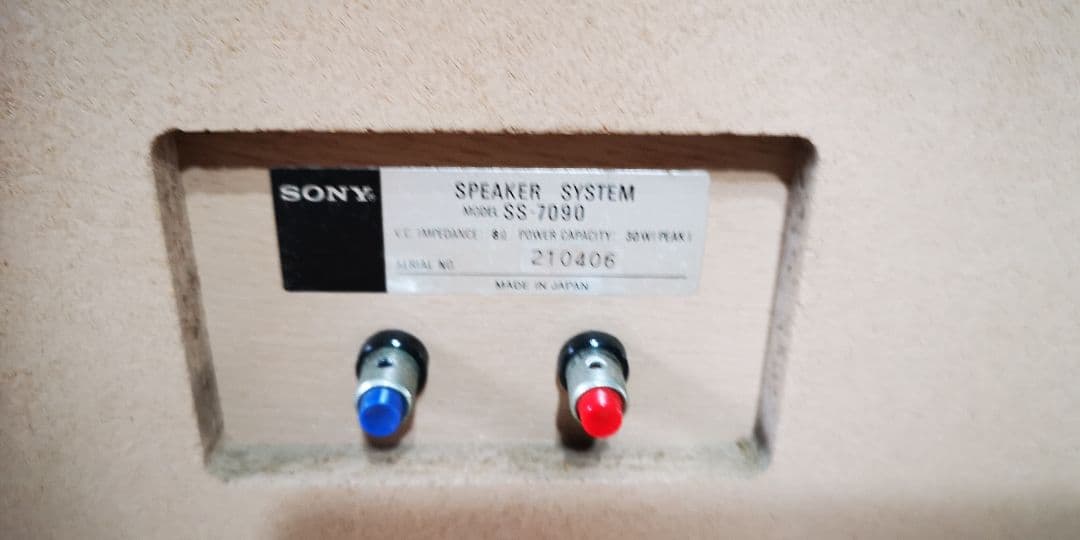 SONY®
SPEAKER SYSTEM
MODEL SS-7090
V.C. IMPEDANCE: 8Ω POWER CAPACITY: 30W(PEAK)
SERIAL NO. 210406
MADE IN JAPAN